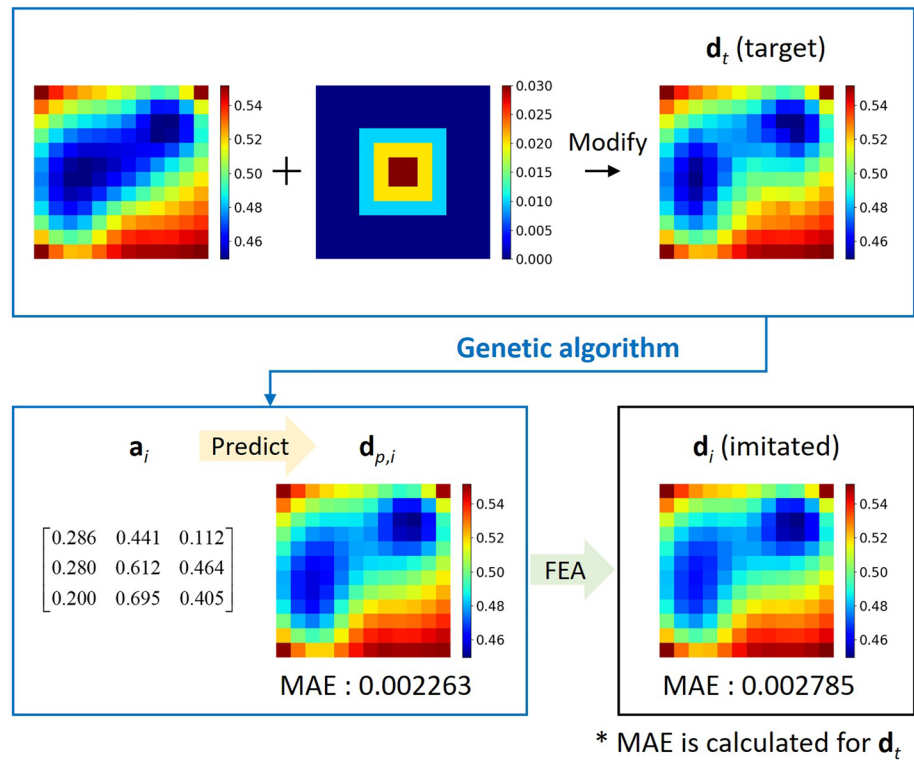 d_t (target)
0.54
0.52
0.50
0.48
0.46
+
0.030
0.025
0.020
0.015
0.010
0.005
0.000
Modify
0.54
0.52
0.50
0.48
0.46
Genetic algorithm
a_i
Predict
d_p,i
0.286 0.441 0.112
0.280 0.612 0.464
0.200 0.695 0.405
0.54
0.52
0.50
0.48
0.46
MAE : 0.002263
FEA
d_i (imitated)
0.54
0.52
0.50
0.48
0.46
MAE : 0.002785
* MAE is calculated for d_t